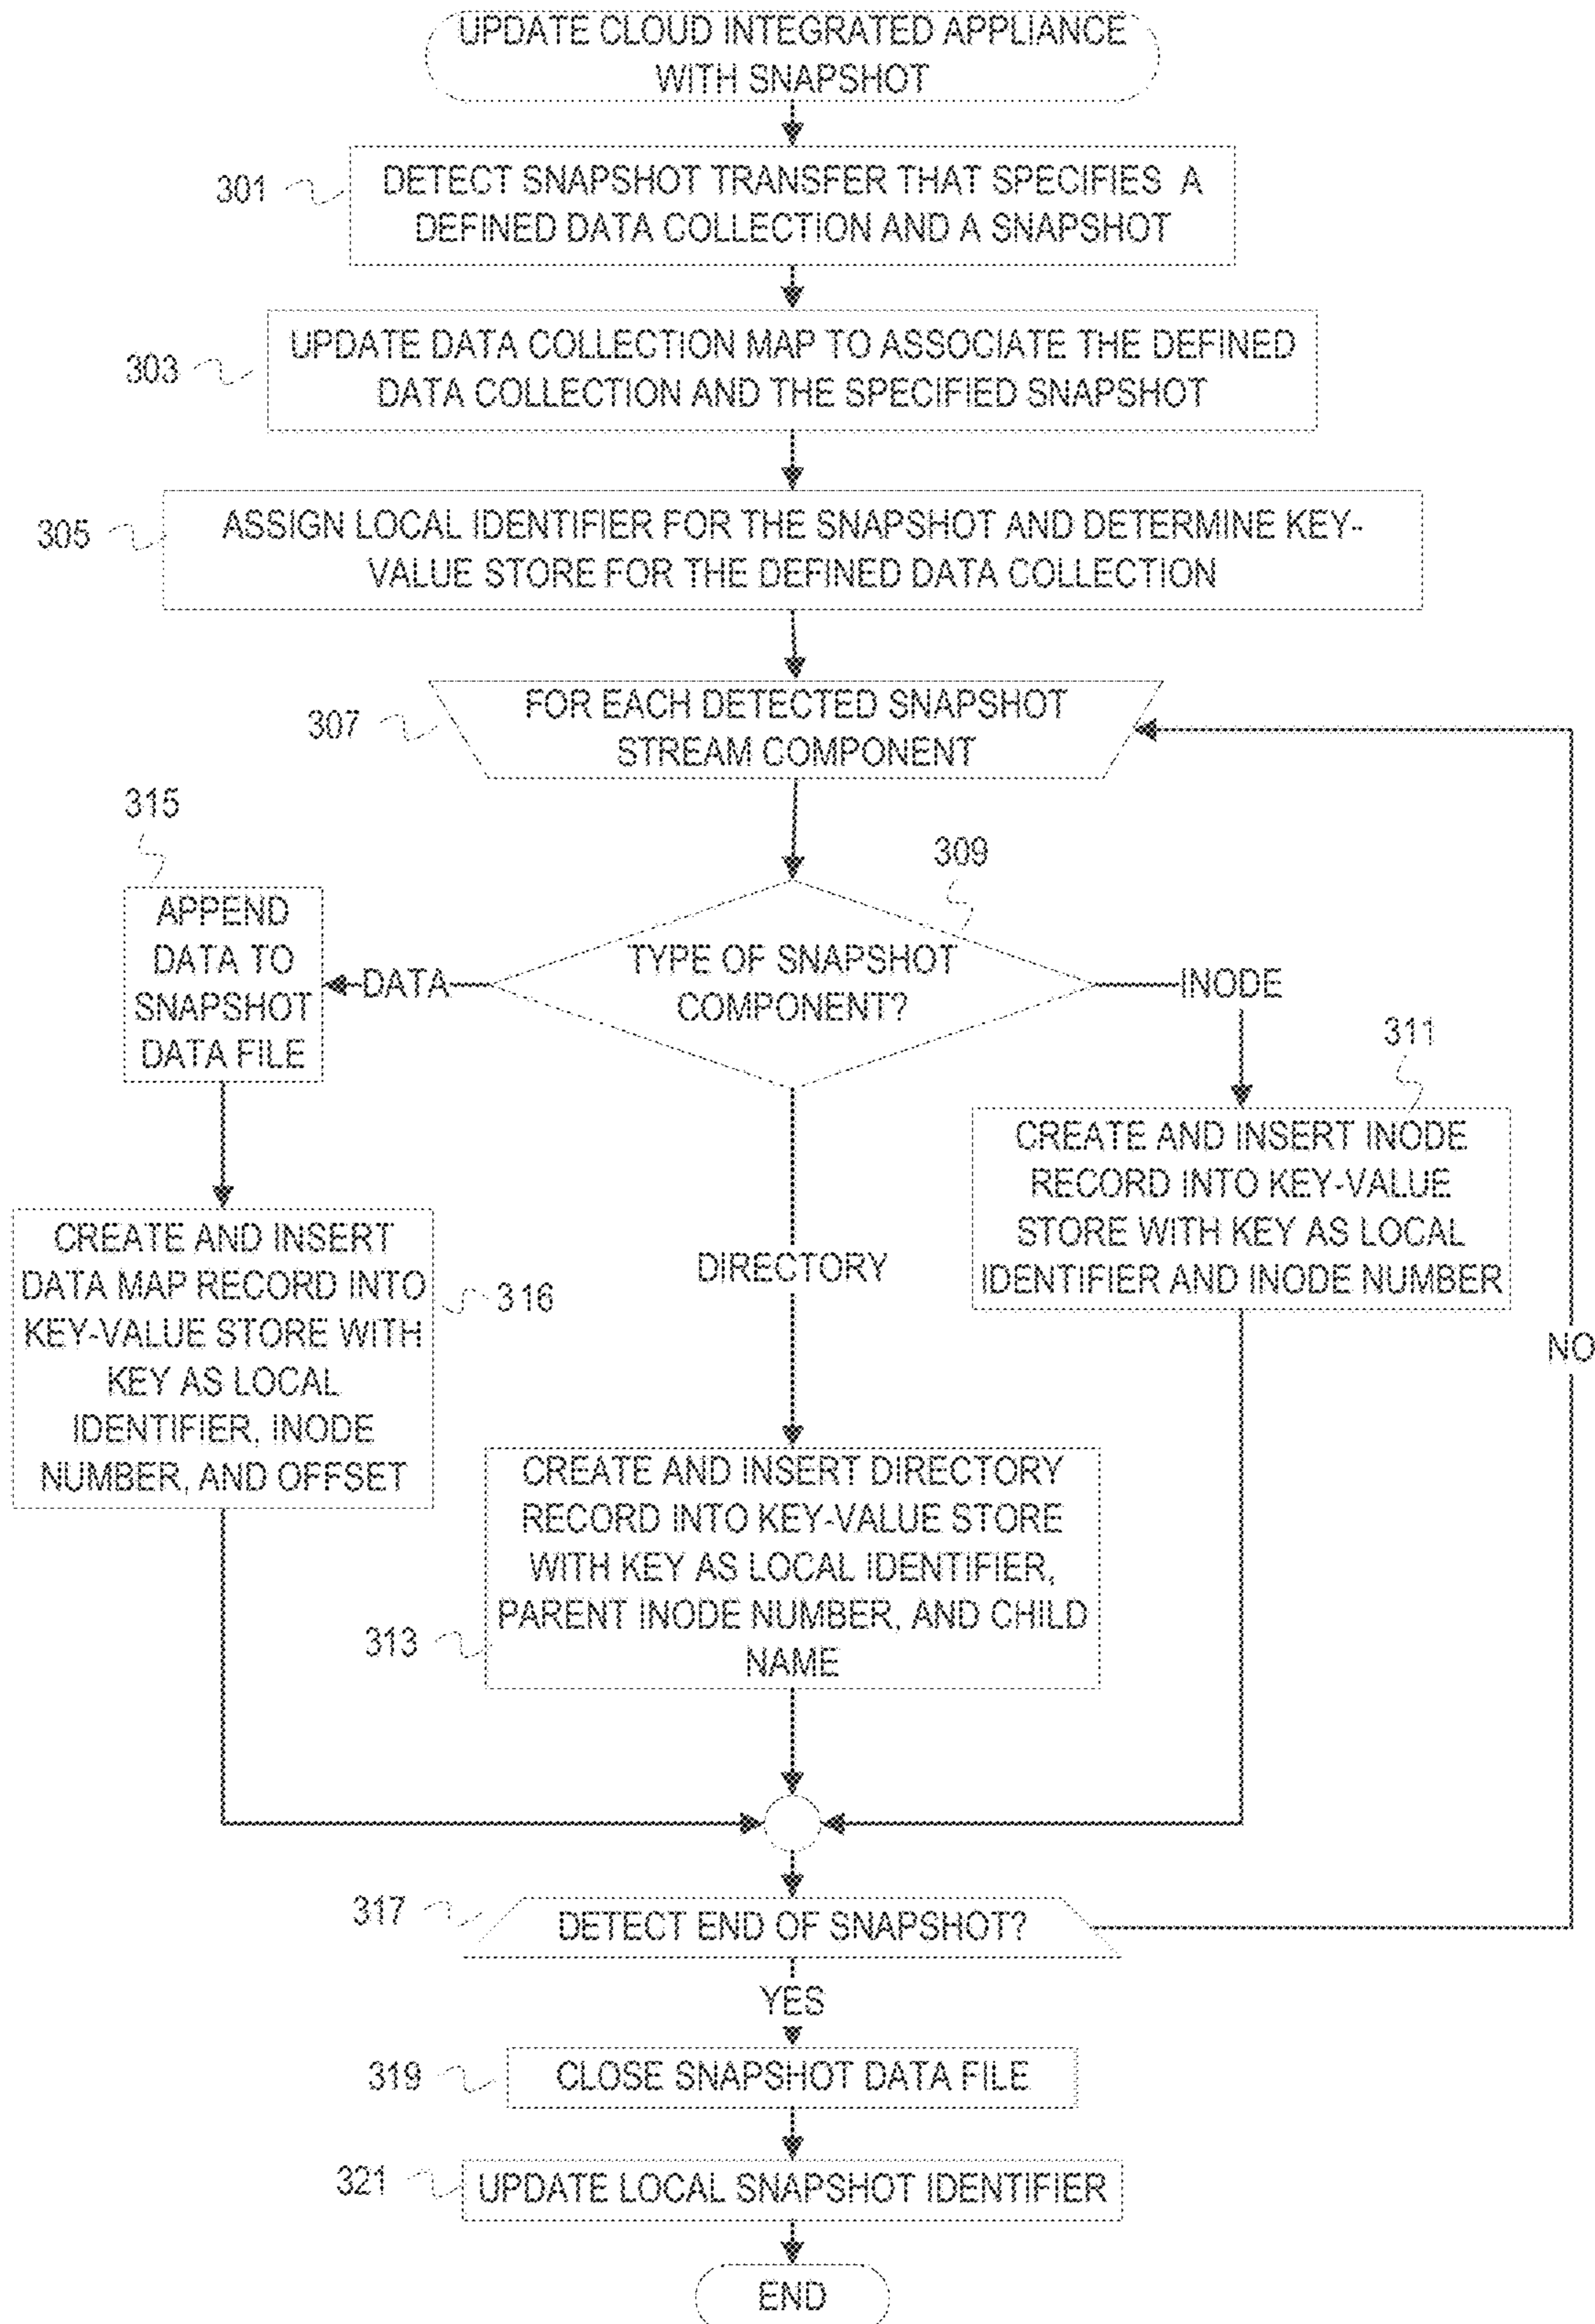 UPDATE CLOUD INTEGRATED APPLIANCE
WITH SNAPSHOT
301
DETECT SNAPSHOT TRANSFER THAT SPECIFIES A
DEFINED DATA COLLECTION AND A SNAPSHOT
303
UPDATE DATA COLLECTION MAP TO ASSOCIATE THE DEFINED
DATA COLLECTION AND THE SPECIFIED SNAPSHOT
305
ASSIGN LOCAL IDENTIFIER FOR THE SNAPSHOT AND DETERMINE KEY-
VALUE STORE FOR THE DEFINED DATA COLLECTION
307
FOR EACH DETECTED SNAPSHOT
STREAM COMPONENT
315
309
APPEND
DATA TO
SNAPSHOT
DATA FILE
DATA
TYPE OF SNAPSHOT
COMPONENT?
INODE
311
CREATE AND INSERT INODE
RECORD INTO KEY-VALUE
STORE WITH KEY AS LOCAL
IDENTIFIER AND INODE NUMBER
CREATE AND INSERT
DATA MAP RECORD INTO
KEY-VALUE STORE WITH
KEY AS LOCAL
IDENTIFIER, INODE
NUMBER, AND OFFSET
316
DIRECTORY
NO
CREATE AND INSERT DIRECTORY
RECORD INTO KEY-VALUE STORE
WITH KEY AS LOCAL IDENTIFIER,
PARENT INODE NUMBER, AND CHILD
NAME
313
317
DETECT END OF SNAPSHOT?
YES
319
CLOSE SNAPSHOT DATA FILE
321
UPDATE LOCAL SNAPSHOT IDENTIFIER
END